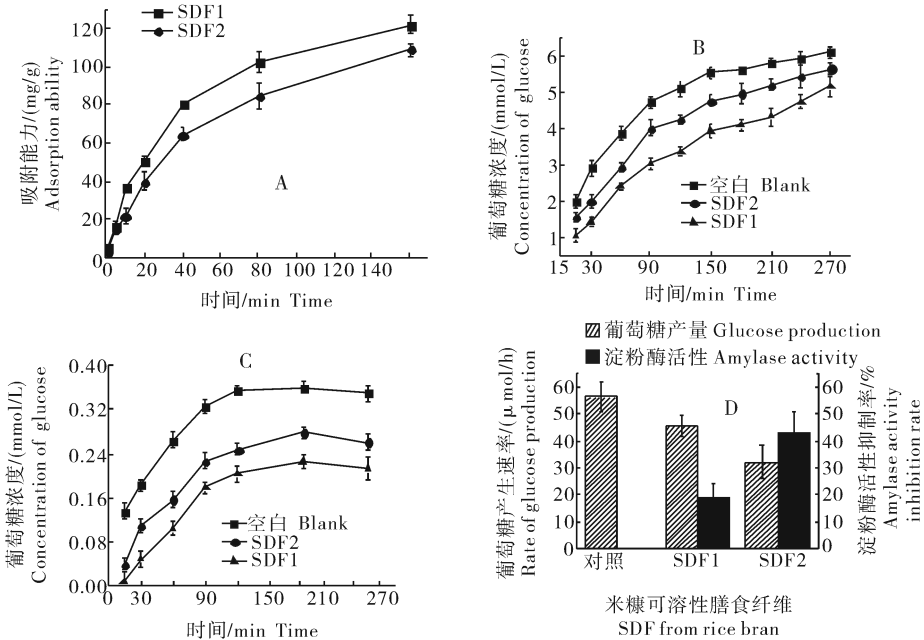 SDF1
SDF2
120
100
80
60
40
20
0
吸附能力/(mg/g)
Adsorption ability
A
0 20 40 60 80 100 120 140
时间/min Time
B
6
5
4
3
2
1
葡萄糖浓度/(mmol/L)
Concentration of glucose
空白 Blank
SDF2
SDF1
15 30 90 150 210 270
时间/min Time
C
0.40
0.32
0.24
0.16
0.08
0.00
葡萄糖浓度/(mmol/L)
Concentration of glucose
空白 Blank
SDF2
SDF1
30 90 150 210 270
时间/min Time
葡萄糖产量 Glucose production
淀粉酶活性 Amylase activity
D
60
50
40
30
20
10
0
葡萄糖产生速率/(μmol/h)
Rate of glucose production
60
50
40
30
20
10
0
淀粉酶活性抑制率/%
Amylase activity
inhibition rate
对照 SDF1 SDF2
米糠可溶性膳食纤维
SDF from rice bran